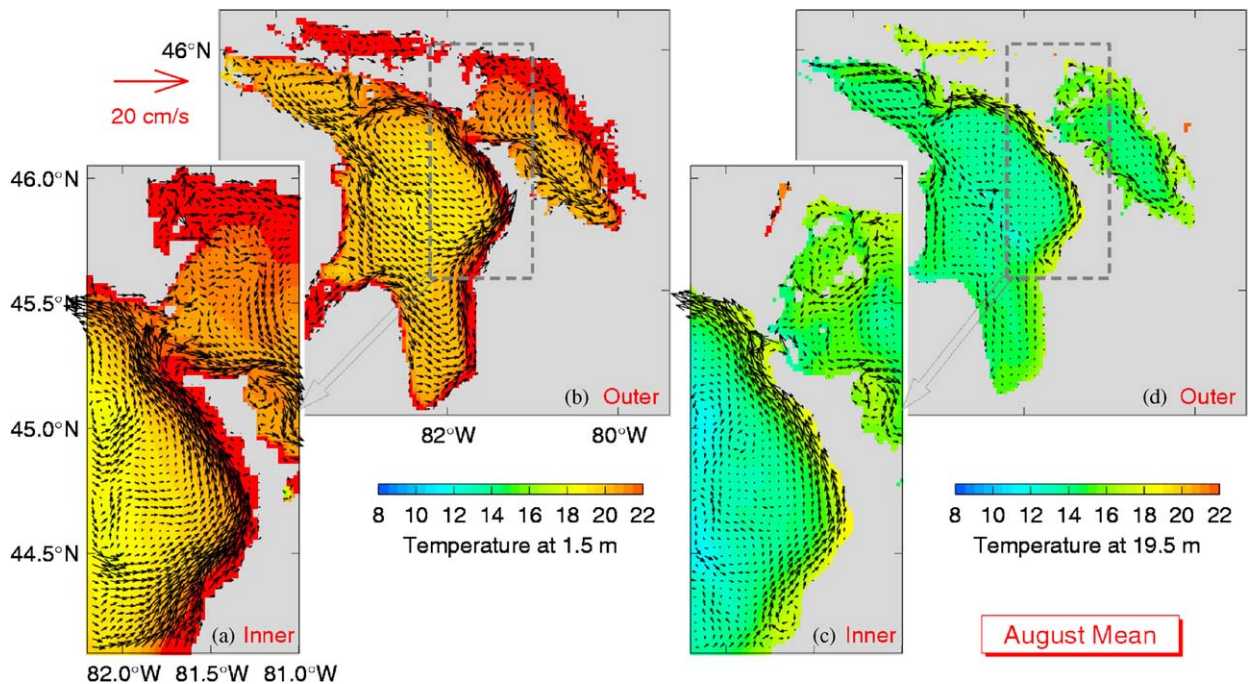 46°N
20 cm/s
46.0°N
45.5°N
45.0°N
44.5°N
(b) Outer
82°W 80°W
(d) Outer
8 10 12 14 16 18 20 22
Temperature at 1.5 m
8 10 12 14 16 18 20 22
Temperature at 19.5 m
(a) Inner
(c) Inner
August Mean
82.0°W 81.5°W 81.0°W